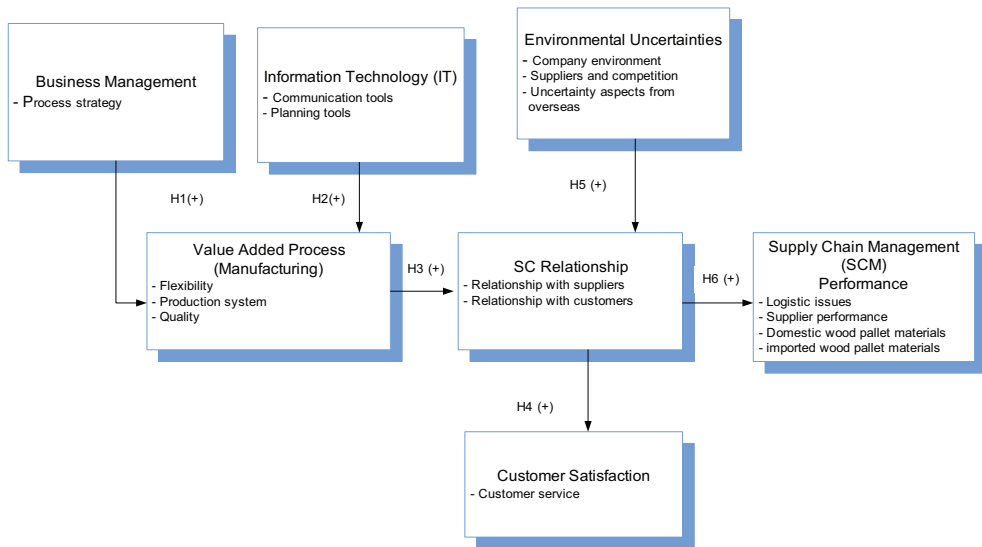 Business Management
- Process strategy
Information Technology (IT)
- Communication tools
- Planning tools
Environmental Uncertainties
- Company environment
- Suppliers and competition
- Uncertainty aspects from
overseas
H1(+)
H2(+)
H5 (+)
Value Added Process
(Manufacturing)
- Flexibility
- Production system
- Quality
H3 (+)
SC Relationship
- Relationship with suppliers
- Relationship with customers
H6 (+)
Supply Chain Management
(SCM)
Performance
- Logistic issues
- Supplier performance
- Domestic wood pallet materials
- imported wood pallet materials
H4 (+)
Customer Satisfaction
- Customer service